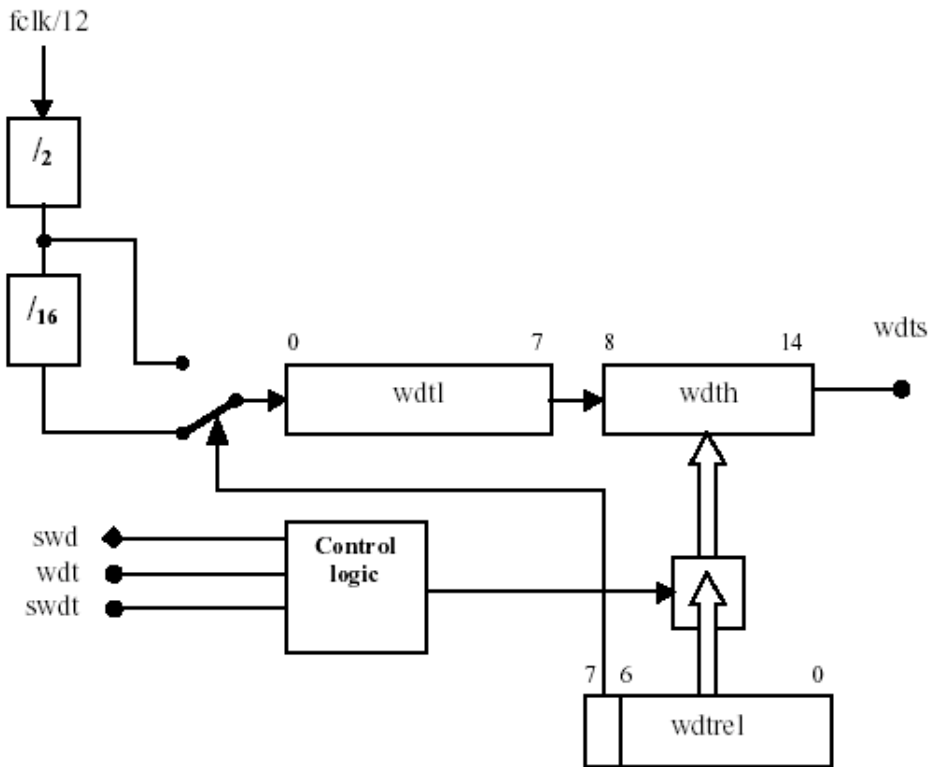 fclk/12
/2
/16
0 7 8 14
wdts
wdtl
wdth
swd
wdt
swdt
Control
logic
7 6 0
wdtrel